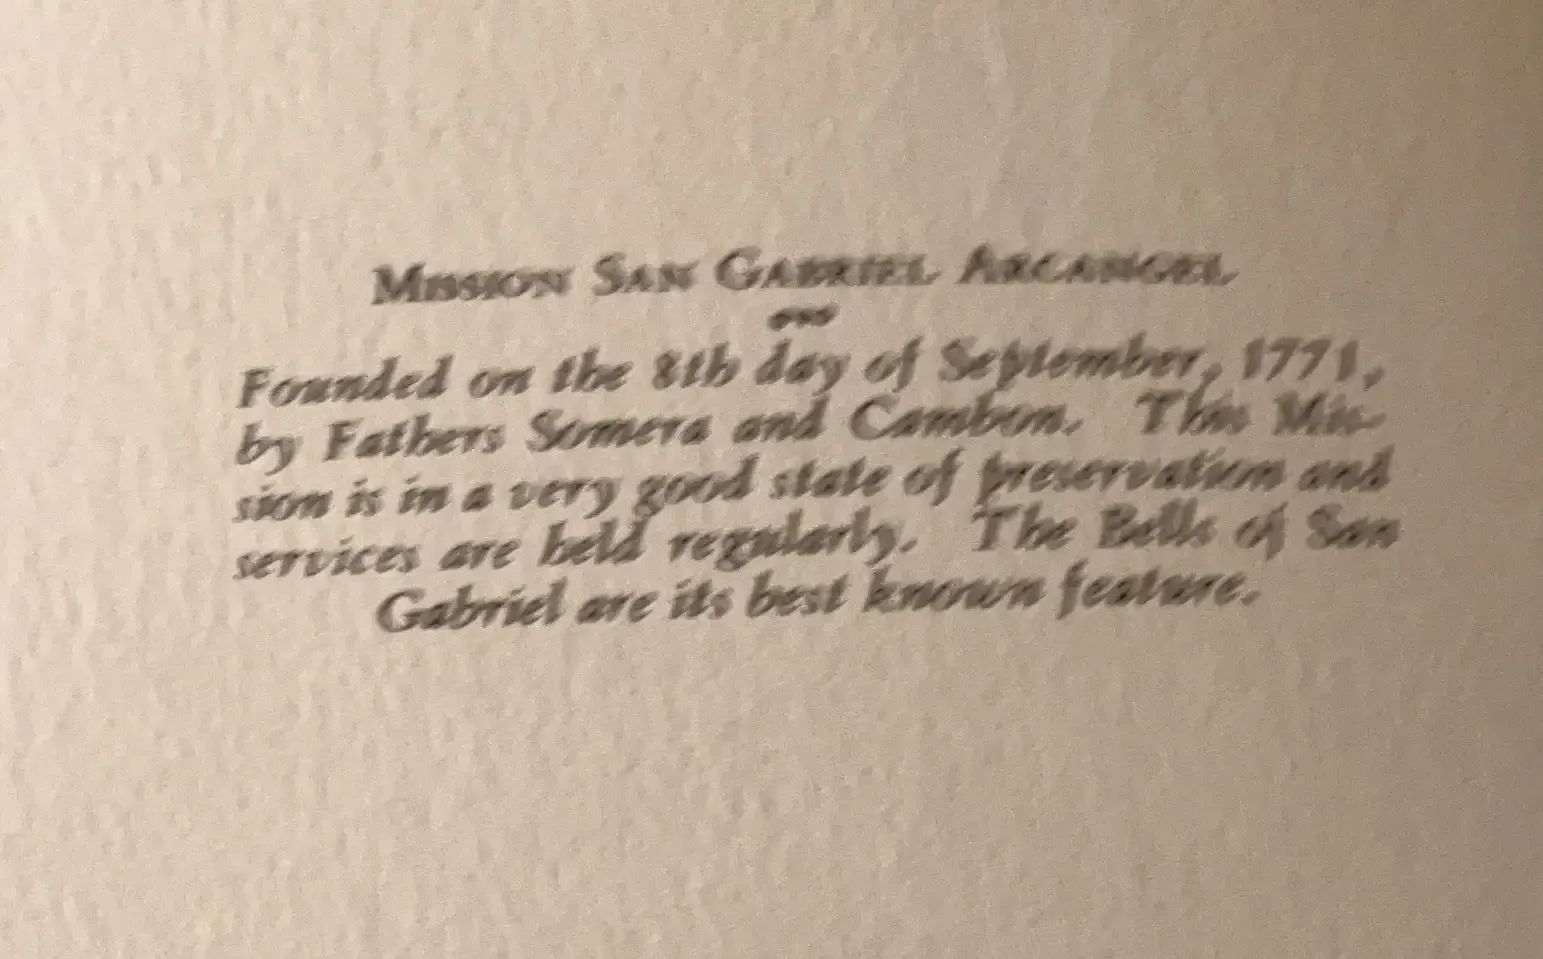 MISSION SAN GABRIEL ARCANGEL
Founded on the 8th day of September, 1771,
by Fathers Somera and Cambon. This Mis-
sion is in a very good state of preservation and
services are held regularly. The Bells of San
Gabriel are its best known feature.